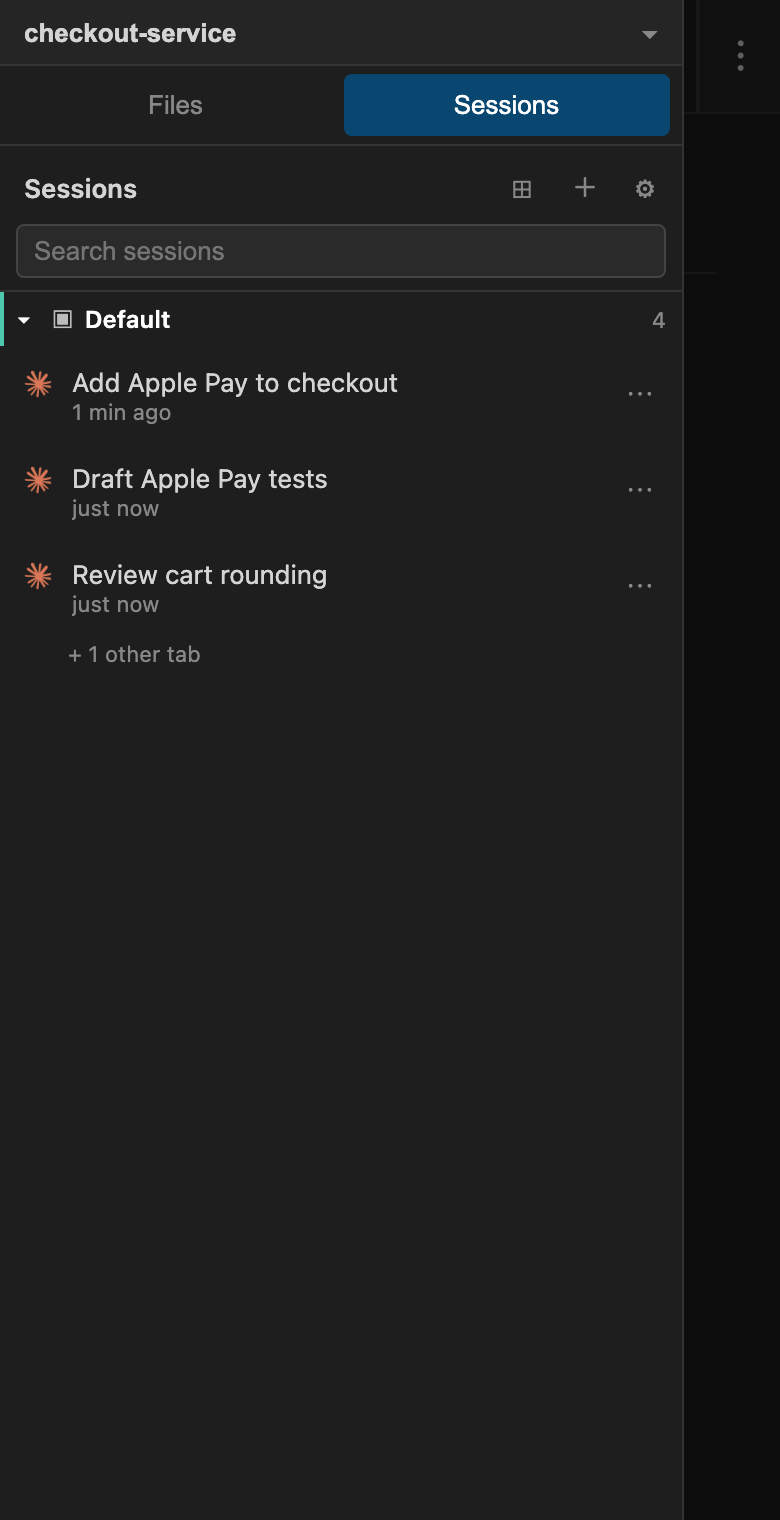 checkout-service
Files
Sessions
Sessions
Search sessions
Default
4
Add Apple Pay to checkout
1 min ago
Draft Apple Pay tests
just now
Review cart rounding
just now
+ 1 other tab